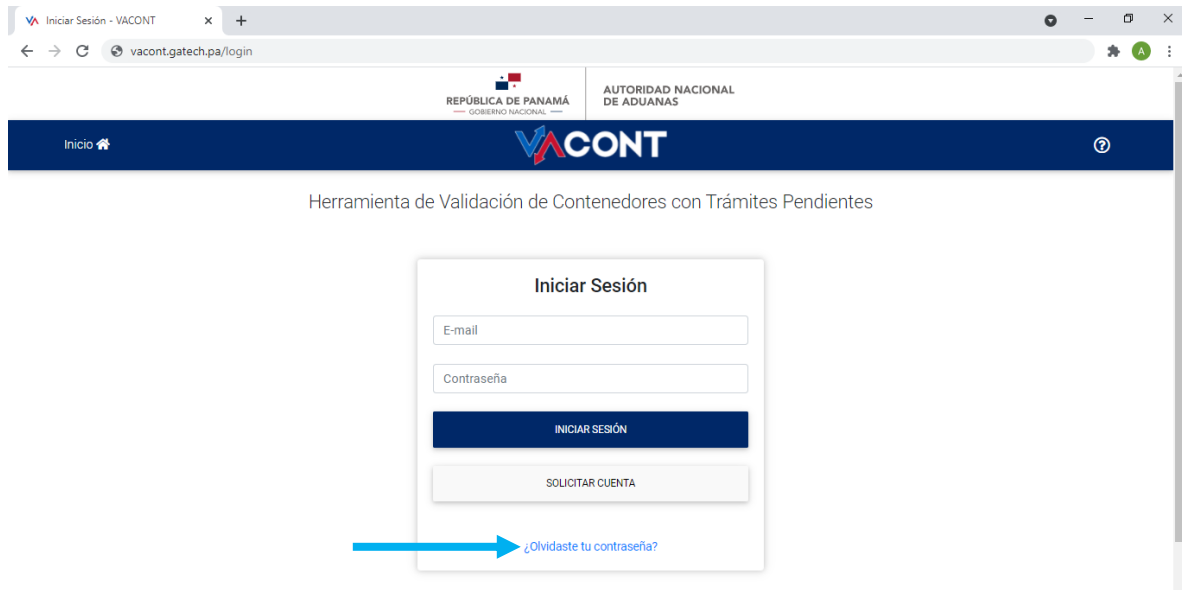 Iniciar Sesión - VACONT
vacont.gatech.pa/login
A
REPÚBLICA DE PANAMÁ
— GOBIERNO NACIONAL —
AUTORIDAD NACIONAL
DE ADUANAS
Inicio
VACONT
?
Herramienta de Validación de Contenedores con Trámites Pendientes
Iniciar Sesión
E-mail
Contraseña
INICIAR SESIÓN
SOLICITAR CUENTA
¿Olvidaste tu contraseña?